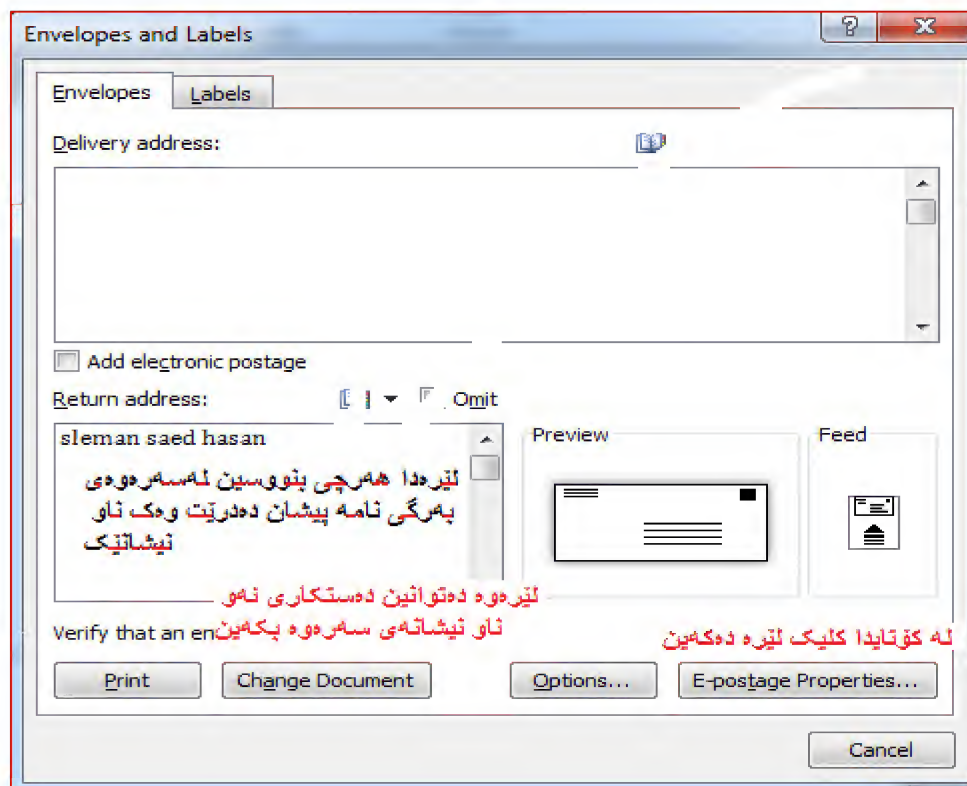 Envelopes and Labels
Envelopes
Labels
Delivery address:
Add electronic postage
Return address:
Omit
sleman saed hasan
لێرەدا هەرچی بنووسین لەسەرەوەی
بەرگی نامە پیشان دەدرێت وەک ناو
نیشانێک
Preview
Feed
لێرەوە دەتوانین دەستکاری ئەو
ناو نیشانەی سەرەوە بکەین
Verify that an en
لە کۆتایدا کلیک لێرە دەکەین
Print
Change Document
Options...
E-postage Properties...
Cancel